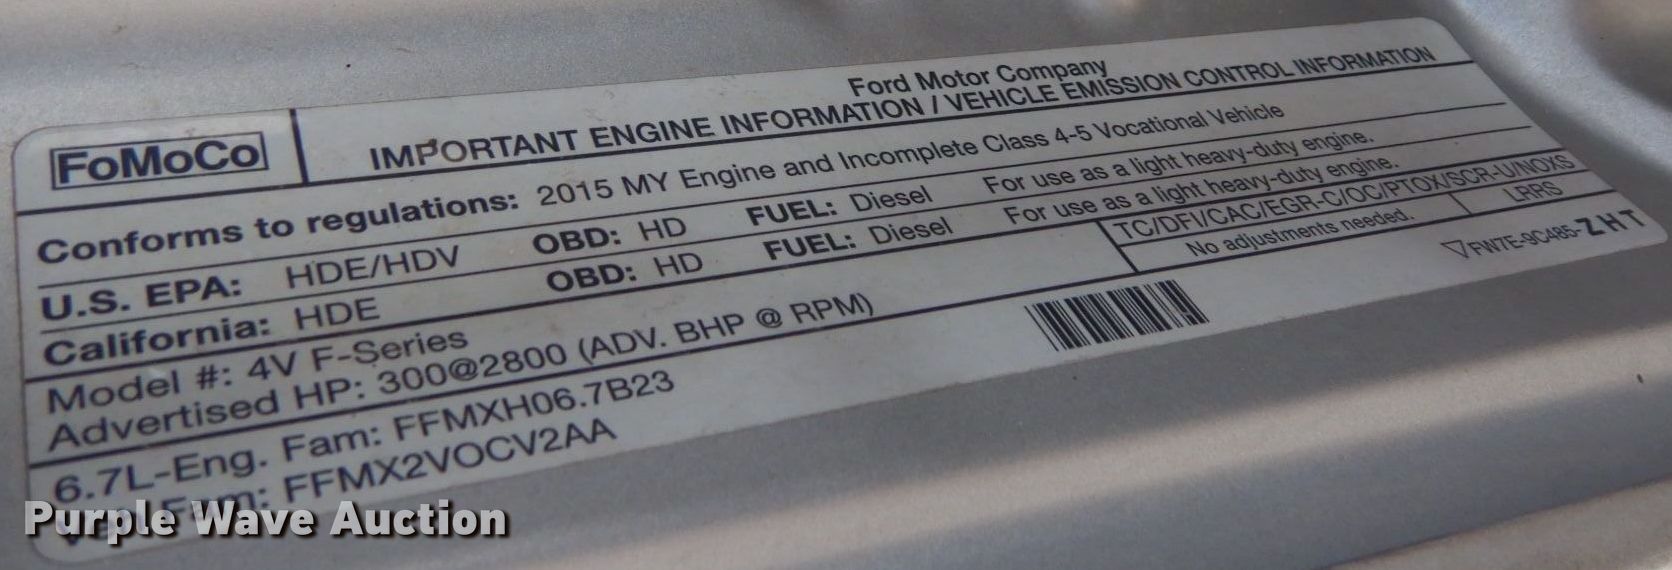 FoMoCo
Ford Motor Company
IMPORTANT ENGINE INFORMATION / VEHICLE EMISSION CONTROL INFORMATION
Conforms to regulations: 2015 MY Engine and Incomplete Class 4-5 Vocational Vehicle
U.S. EPA: HDE/HDV OBD: HD FUEL: Diesel For use as a light heavy-duty engine.
California: HDE OBD: HD FUEL: Diesel For use as a light heavy-duty engine.
Model #: 4V F-Series
Advertised HP: 300@2800 (ADV. BHP @ RPM)
TC/DFI/CAC/EGR-C/OC/PTOX/SCR-U/NOXS
No adjustments needed.
LRRS
FW7E-9C485-ZHT
6.7L-Eng. Fam: FFMXH06.7B23
Fam: FFMX2VOCV2AA
Purple Wave Auction